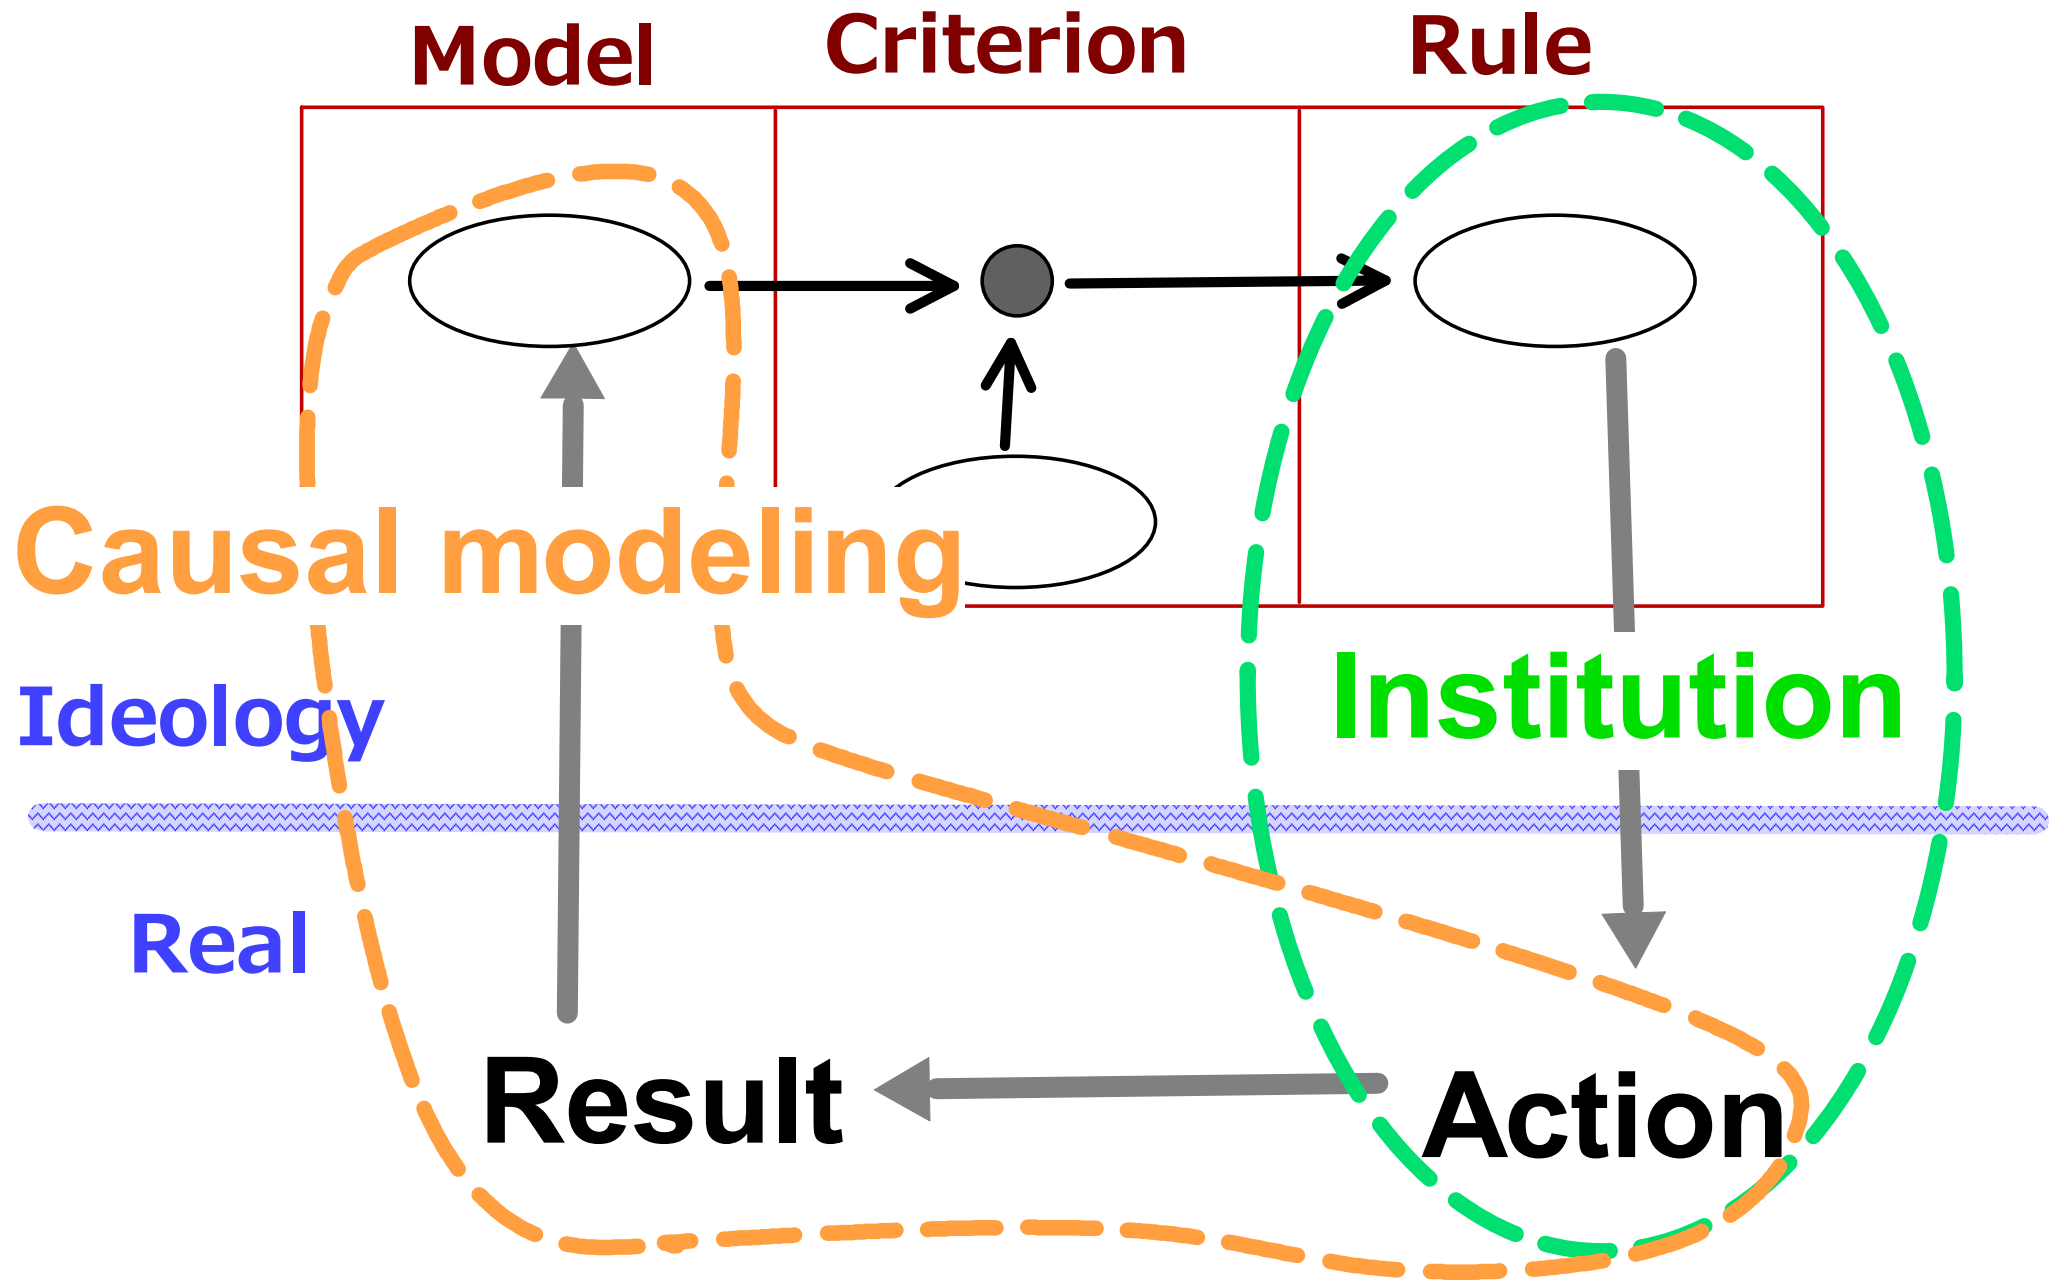 Model
Criterion
Rule
Causal modeling
Ideology
Institution
Real
Result
Action